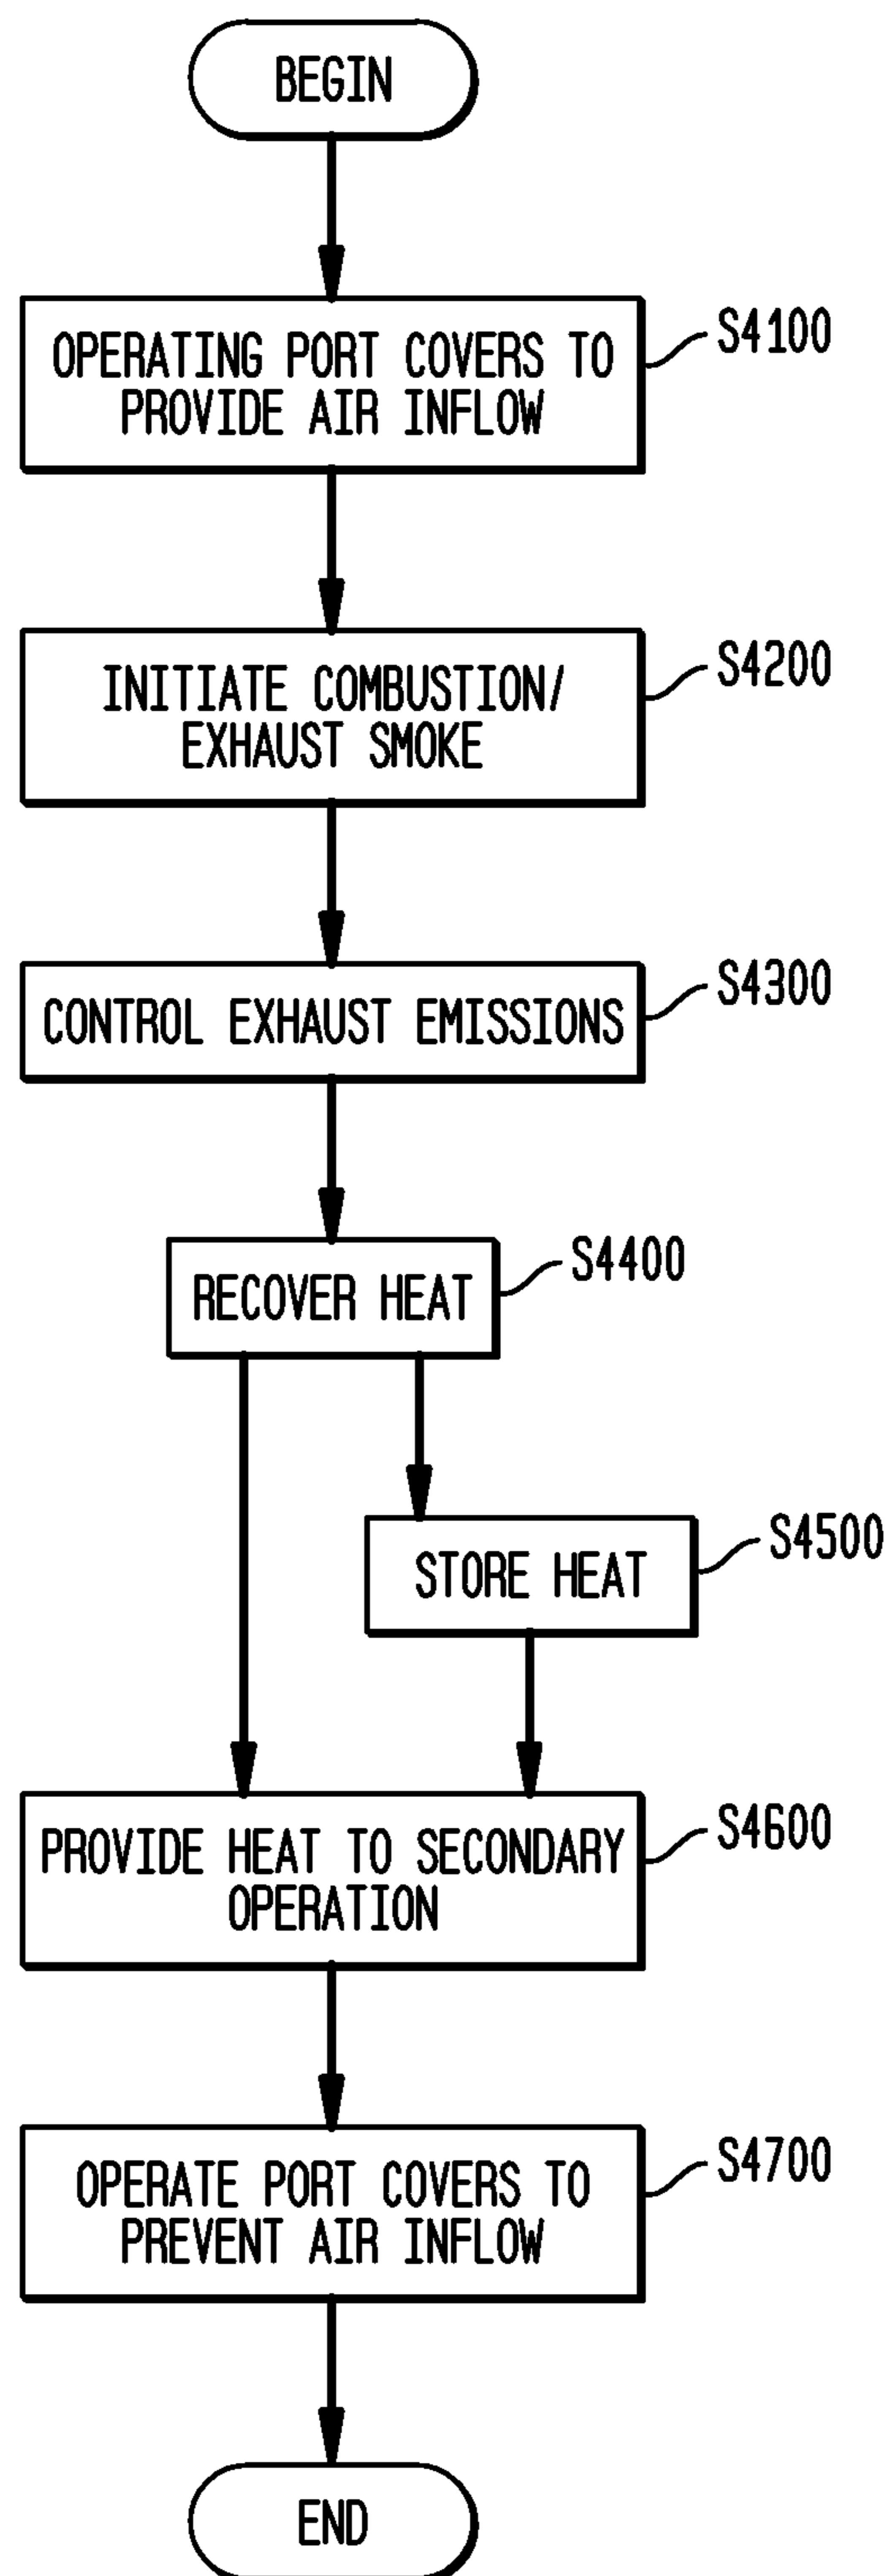 BEGIN
OPERATING PORT COVERS TO
PROVIDE AIR INFLOW
S4100
INITIATE COMBUSTION/
EXHAUST SMOKE
S4200
CONTROL EXHAUST EMISSIONS
S4300
RECOVER HEAT
S4400
STORE HEAT
S4500
PROVIDE HEAT TO SECONDARY
OPERATION
S4600
OPERATE PORT COVERS TO
PREVENT AIR INFLOW
S4700
END